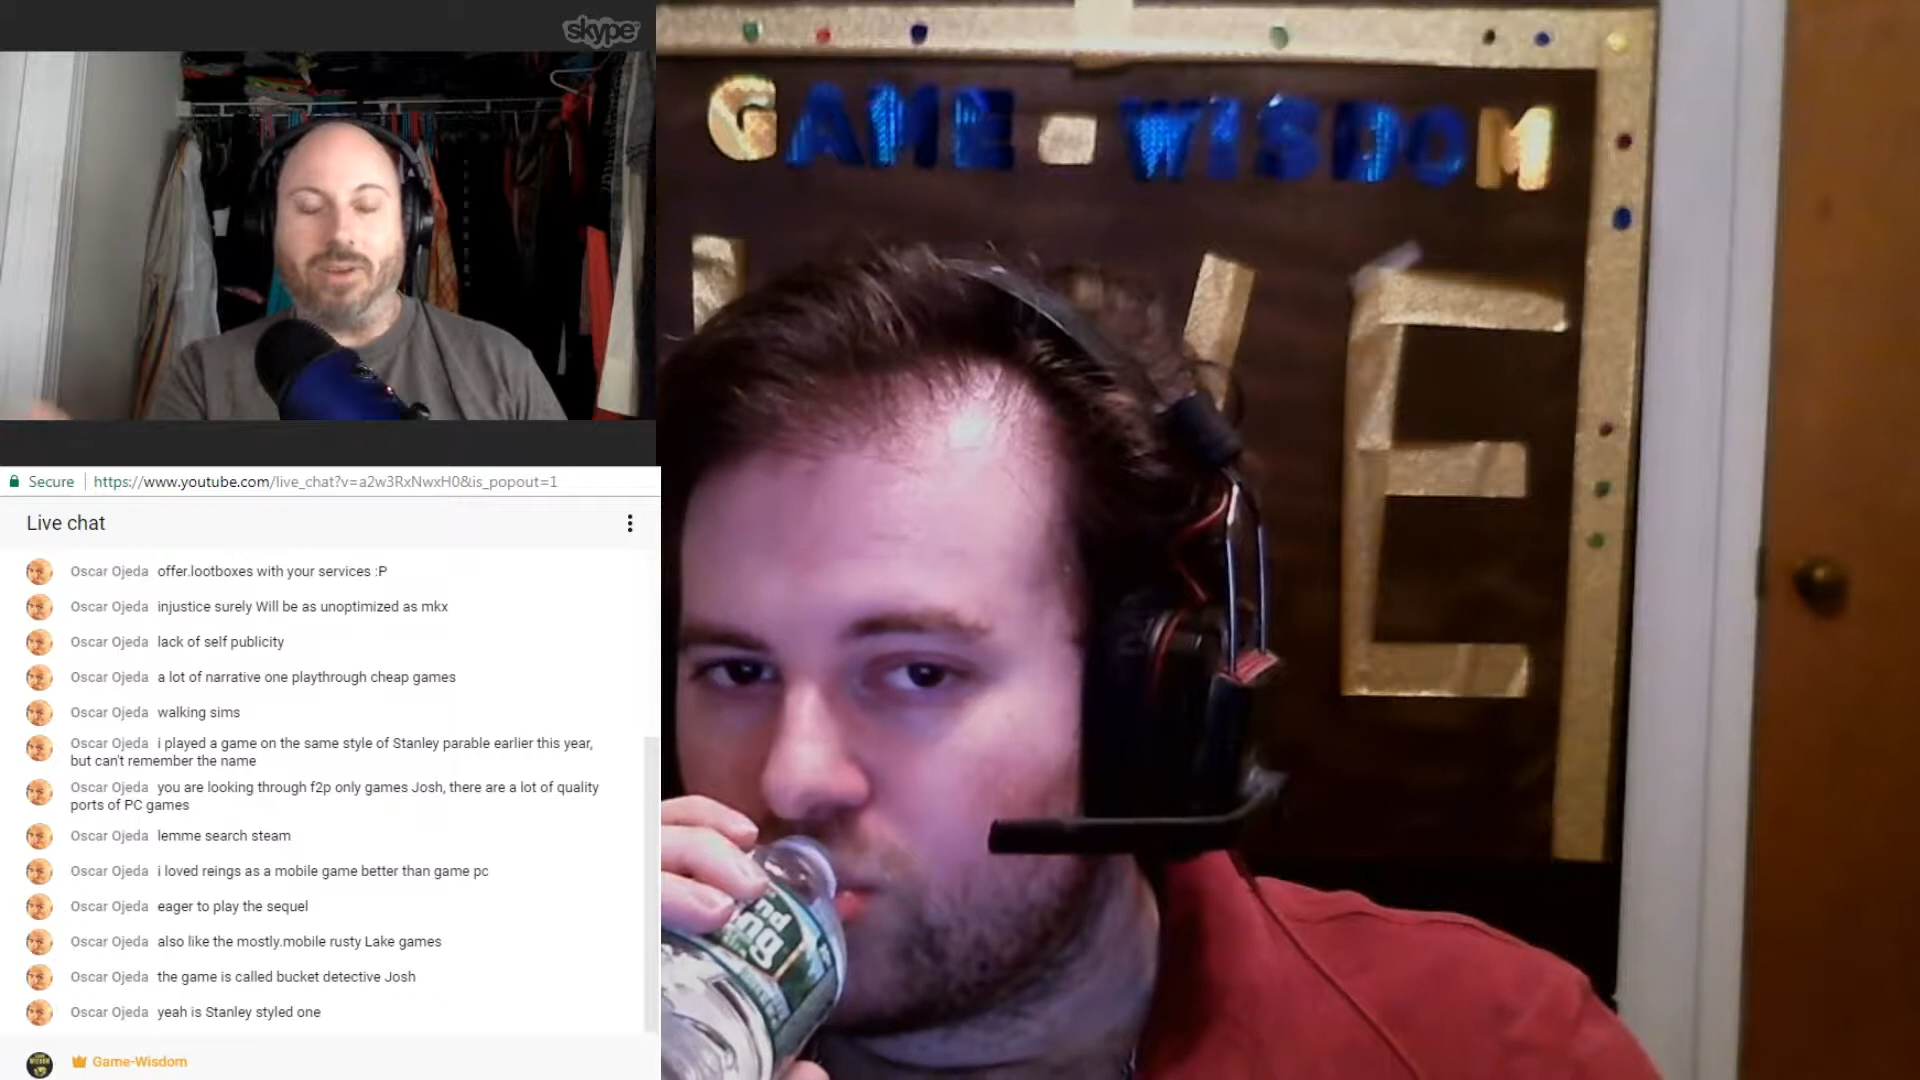 skype
GAME-WISDOM
VE
Secure https://www.youtube.com/live_chat?v=a2w3RxNwxH0&is_popout=1
Live chat
Oscar Ojeda offer.lootboxes with your services :P
Oscar Ojeda injustice surely Will be as unoptimized as mkx
Oscar Ojeda lack of self publicity
Oscar Ojeda a lot of narrative one playthrough cheap games
Oscar Ojeda walking sims
Oscar Ojeda i played a game on the same style of Stanley parable earlier this year,
but can't remember the name
Oscar Ojeda you are looking through f2p only games Josh, there are a lot of quality
ports of PC games
Oscar Ojeda lemme search steam
Oscar Ojeda i loved reings as a mobile game better than game pc
Oscar Ojeda eager to play the sequel
Oscar Ojeda also like the mostly.mobile rusty Lake games
Oscar Ojeda the game is called bucket detective Josh
Oscar Ojeda yeah is Stanley styled one
Game-Wisdom